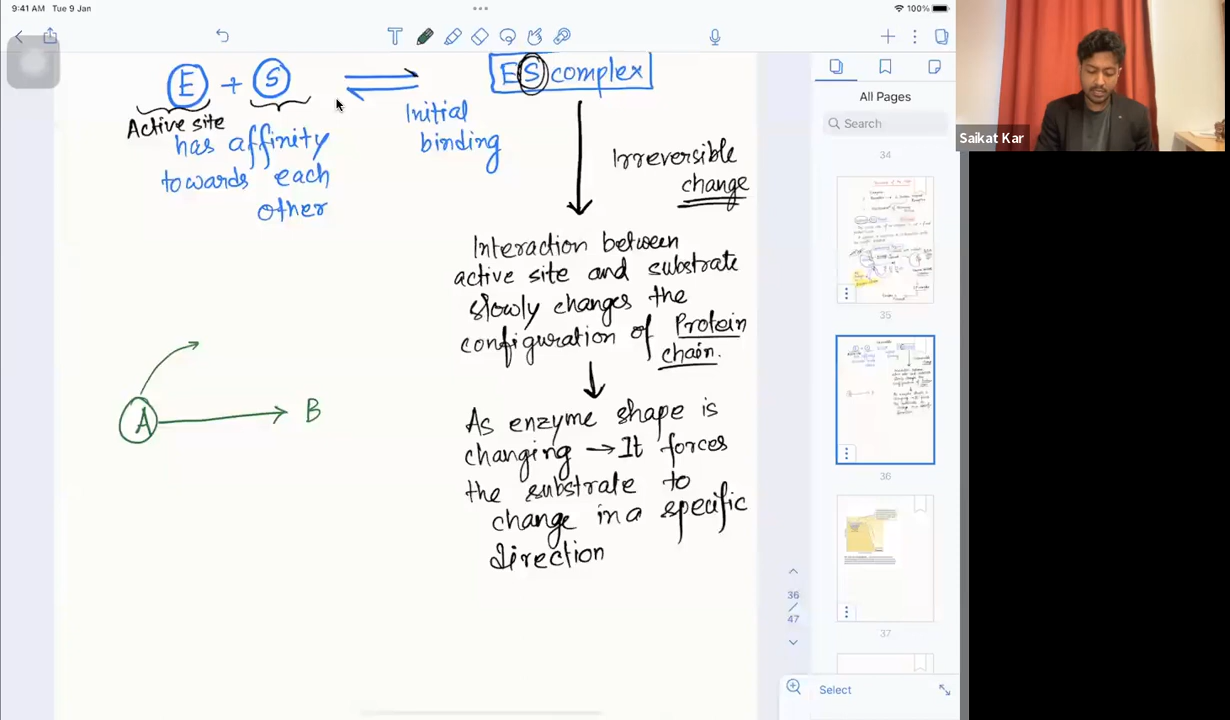 9:41 AM Tue 9 Jan
100%
E + S
ES complex
Active site
has affinity
towards each
other
Initial
binding
Irreversible
change
Interaction between
active site and substrate
slowly changes the
configuration of Protein
chain.
As enzyme shape is
changing → It forces
the substrate to
change in a specific
direction
A → B
All Pages
Search
34
35
36
37
36
/
47
Select
Saikat Kar